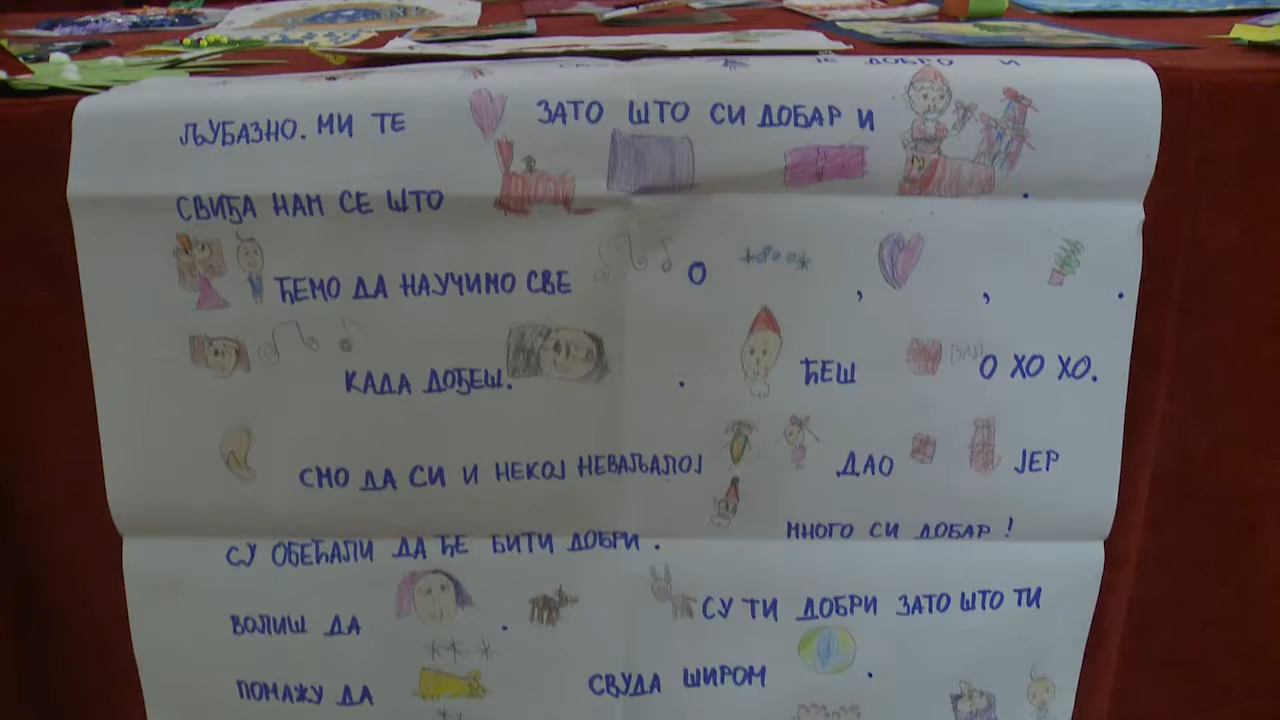 ЈЕ ДОБРО И
ЉУБАЗНО. МИ ТЕ ЗАТО ШТО СИ ДОБАР И
СВИЂА НАМ СЕ ШТО .
ЋЕМО ДА НАУЧИМО СВЕ О , , .
КАДА ДОЂЕШ. . ЋЕШ О ХО ХО.
СМО ДА СИ И НЕКОЈ НЕВАЉАЛОЈ ДАО ЈЕР
СУ ОБЕЋАЛИ ДА ЋЕ БИТИ ДОБРИ. МНОГО СИ ДОБАР!
ВОЛИШ ДА . СУ ТИ ДОБРИ ЗАТО ШТО ТИ
ПОМАЖУ ДА СВУДА ШИРОМ .